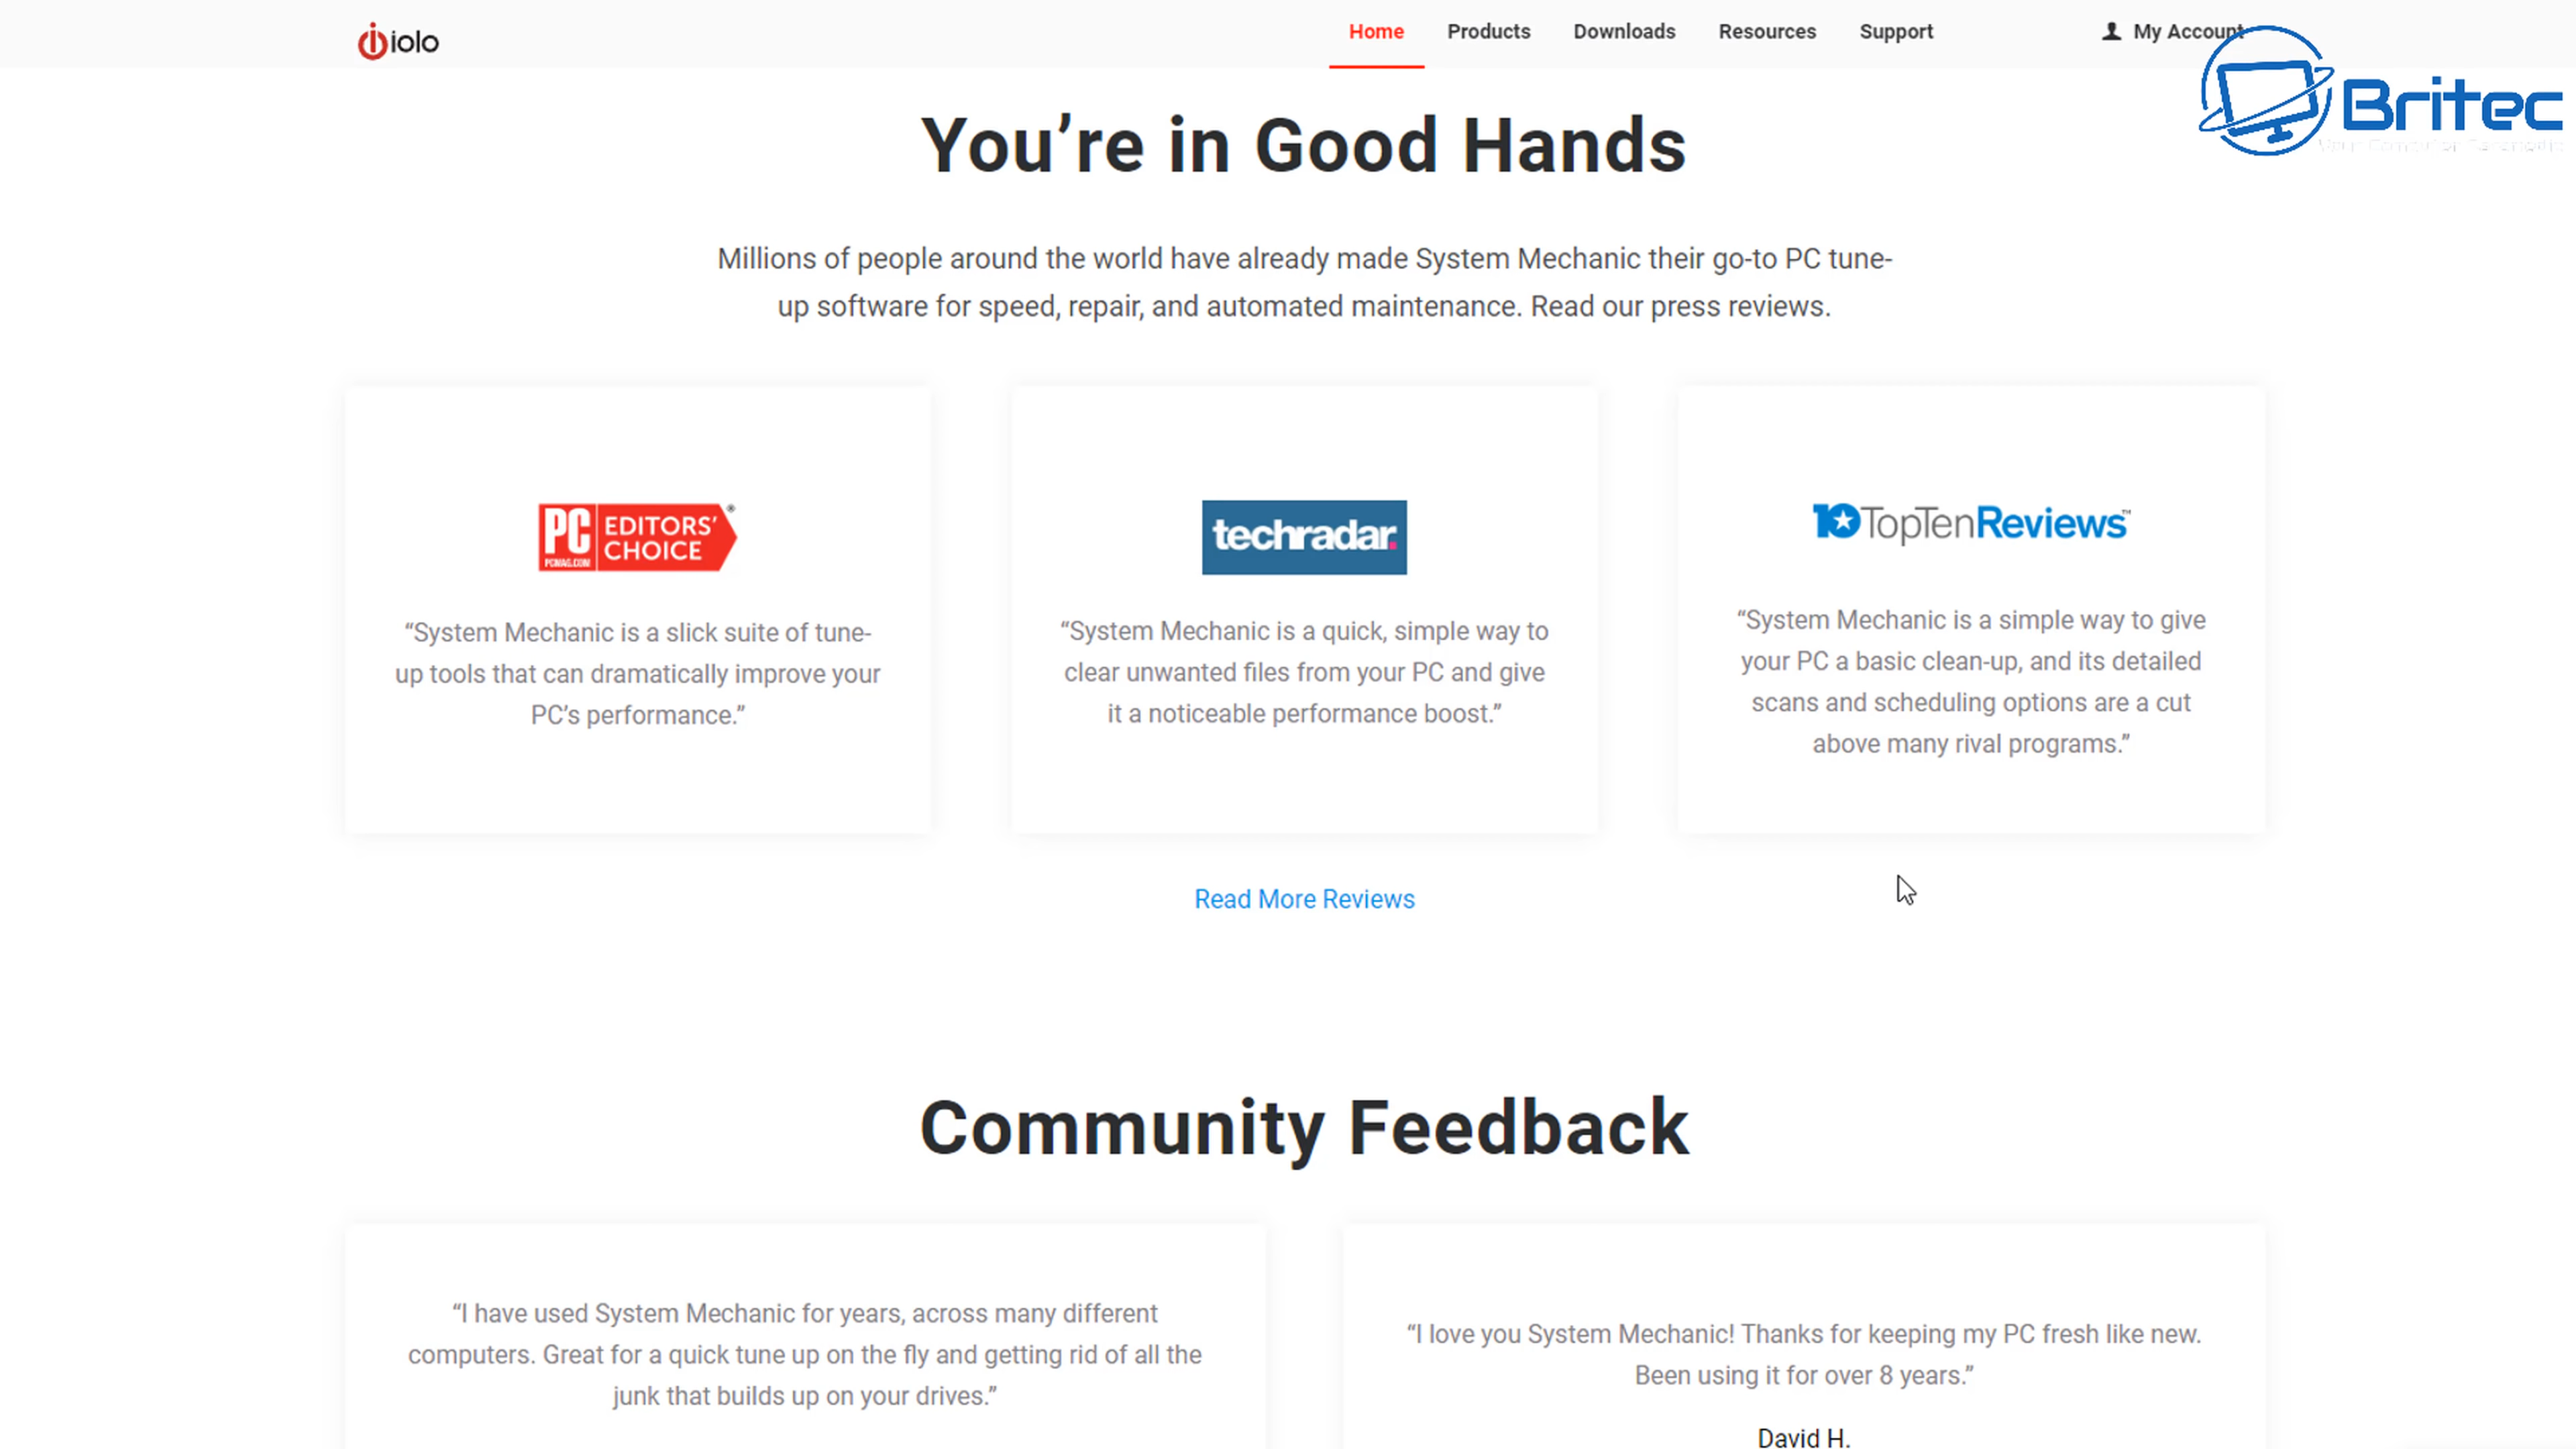 iolo
Home Products Downloads Resources Support My Account
Britec
You’re in Good Hands
Millions of people around the world have already made System Mechanic their go-to PC tune-
up software for speed, repair, and automated maintenance. Read our press reviews.
PC EDITORS’ CHOICE ®
PCMAG.COM
“System Mechanic is a slick suite of tune-
up tools that can dramatically improve your
PC’s performance.”
techradar.
“System Mechanic is a quick, simple way to
clear unwanted files from your PC and give
it a noticeable performance boost.”
10 TopTenReviews™
“System Mechanic is a simple way to give
your PC a basic clean-up, and its detailed
scans and scheduling options are a cut
above many rival programs.”
Read More Reviews
Community Feedback
“I have used System Mechanic for years, across many different
computers. Great for a quick tune up on the fly and getting rid of all the
junk that builds up on your drives.”
“I love you System Mechanic! Thanks for keeping my PC fresh like new.
Been using it for over 8 years.”
David H.